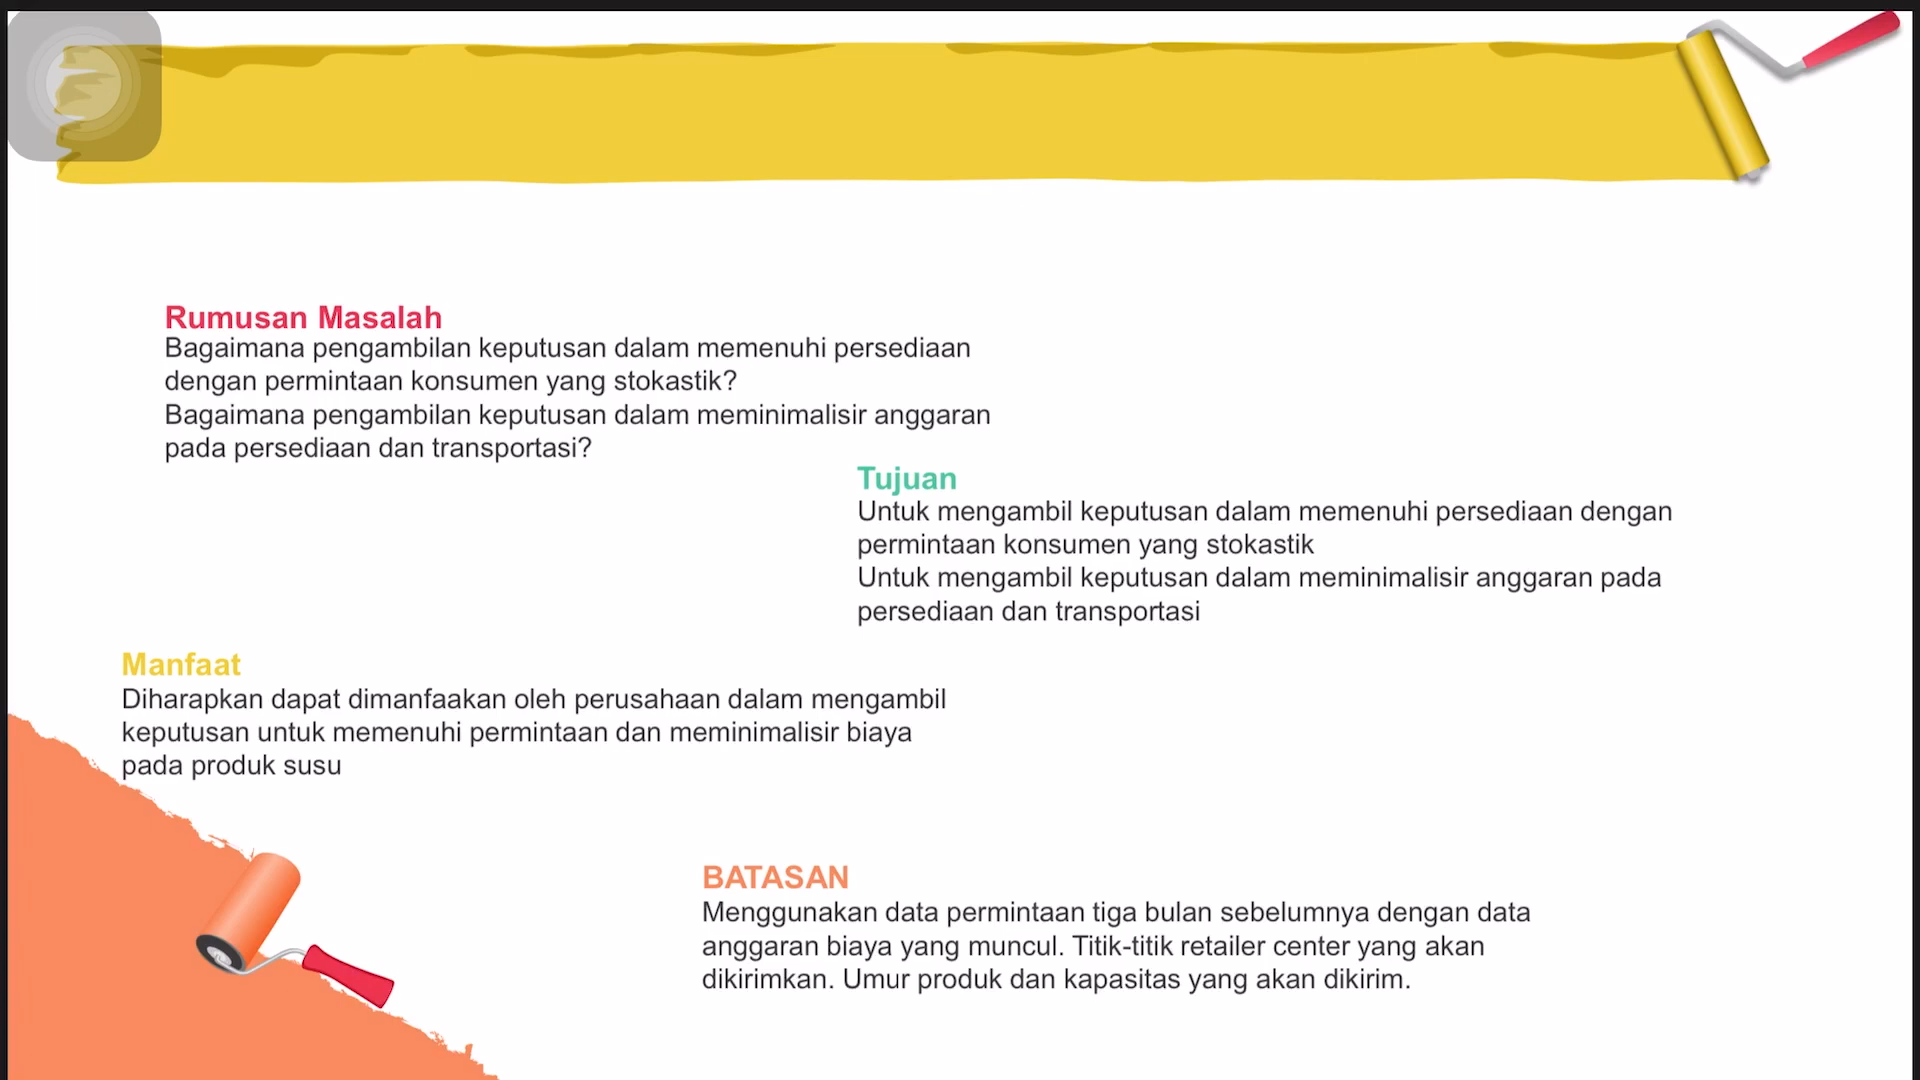 Rumusan Masalah
Bagaimana pengambilan keputusan dalam memenuhi persediaan
dengan permintaan konsumen yang stokastik?
Bagaimana pengambilan keputusan dalam meminimalisir anggaran
pada persediaan dan transportasi?
Tujuan
Untuk mengambil keputusan dalam memenuhi persediaan dengan
permintaan konsumen yang stokastik
Untuk mengambil keputusan dalam meminimalisir anggaran pada
persediaan dan transportasi
Manfaat
Diharapkan dapat dimanfaakan oleh perusahaan dalam mengambil
keputusan untuk memenuhi permintaan dan meminimalisir biaya
pada produk susu
BATASAN
Menggunakan data permintaan tiga bulan sebelumnya dengan data
anggaran biaya yang muncul. Titik-titik retailer center yang akan
dikirimkan. Umur produk dan kapasitas yang akan dikirim.